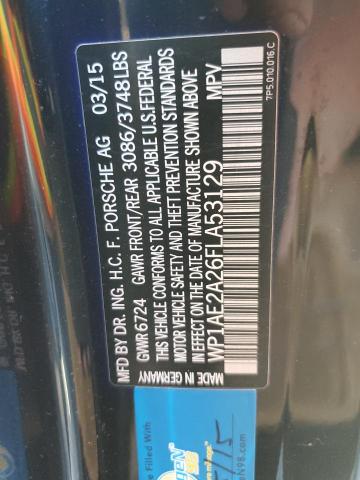 MFD BY DR. ING. H.C. F. PORSCHE AG 03/15
GVWR 6724 GAWR FRONT/REAR 3086/3748LBS
THIS VEHICLE CONFORMS TO ALL APPLICABLE U.S.FEDERAL
MOTOR VEHICLE SAFETY AND THEFT PREVENTION STANDARDS
IN EFFECT ON THE DATE OF MANUFACTURE SHOWN ABOVE
WP1AE2A26FLA53129 MPV
MADE IN GERMANY
7P5.010.016.C
Filled With